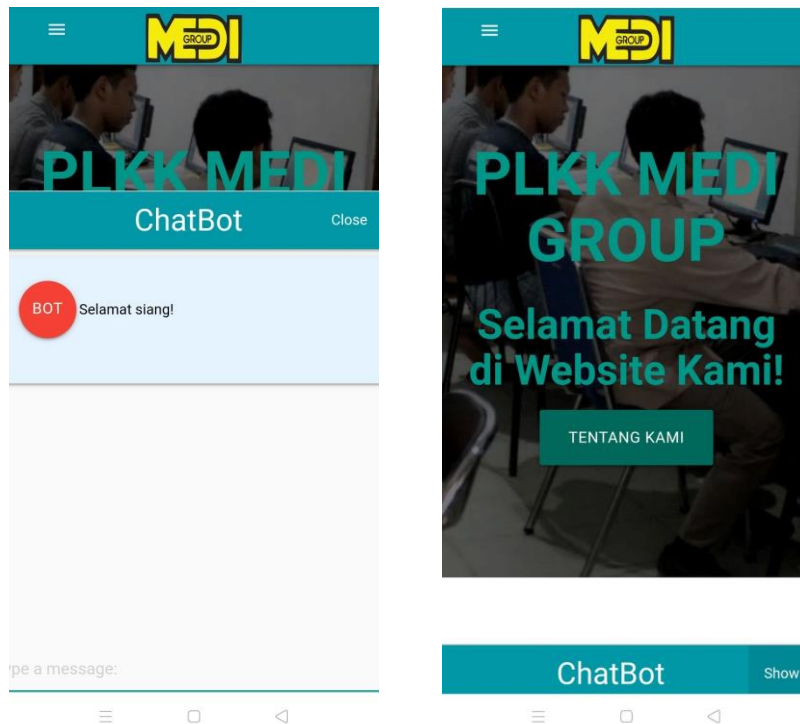 MEDI
GROUP
PLKK MEDI
ChatBot
Close
BOT
Selamat siang!
pe a message:
MEDI
GROUP
PLKK MEDI
GROUP
Selamat Datang
di Website Kami!
TENTANG KAMI
ChatBot
Show